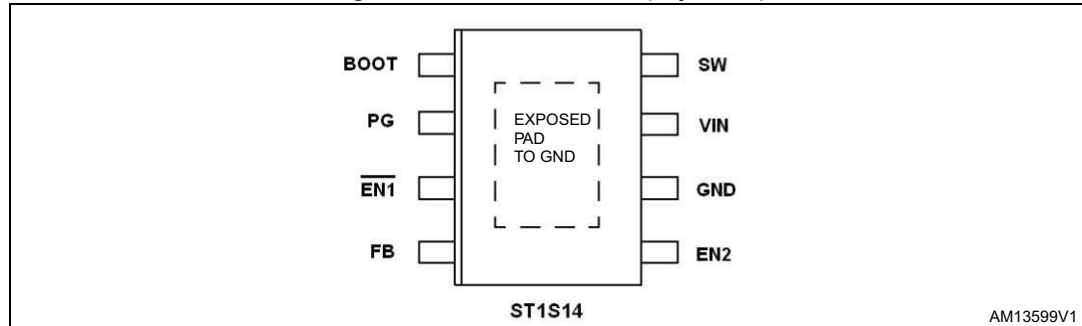 BOOT
PG
EN1
FB
EXPOSED
PAD
TO GND
SW
VIN
GND
EN2
ST1S14
AM13599V1